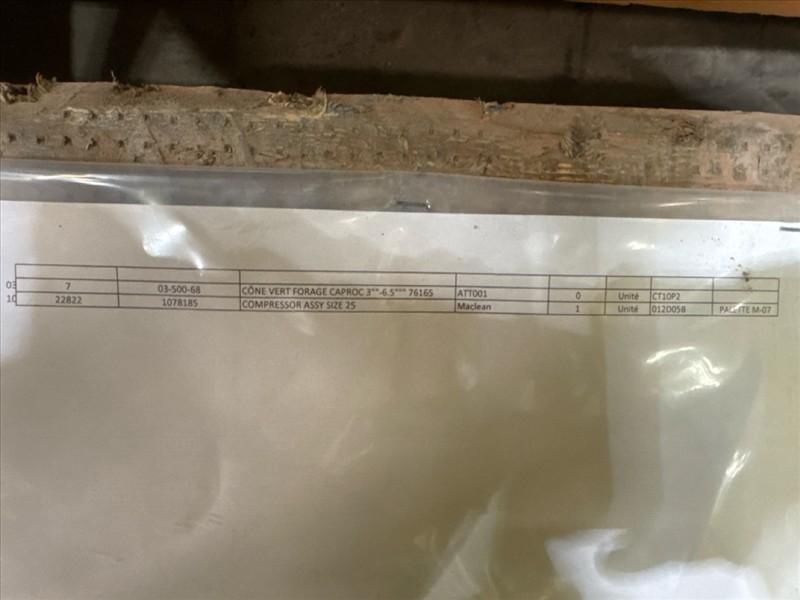 03 7 03-500-68 CÔNE VERT FORAGE CAPROC 3""-6.5""" 76165 ATT001 0 Unité CT10P2
10 22822 1078185 COMPRESSOR ASSY SIZE 25 Maclean 1 Unité 012D05B PALETTE M-07